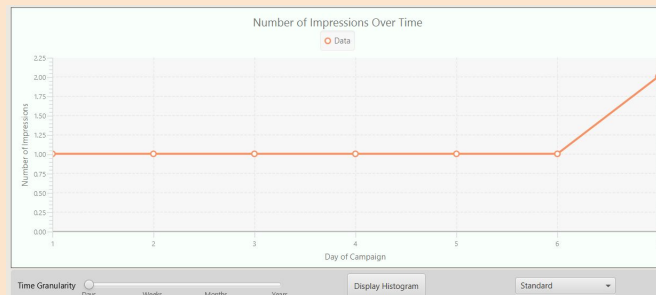 Number of Impressions Over Time
Data
2.25
2.00
1.75
1.50
1.25
1.00
0.75
0.50
0.25
0.00
Number of Impressions
1 2 3 4 5 6
Day of Campaign
Time Granularity
Days Weeks Months Years
Display Histogram
Standard